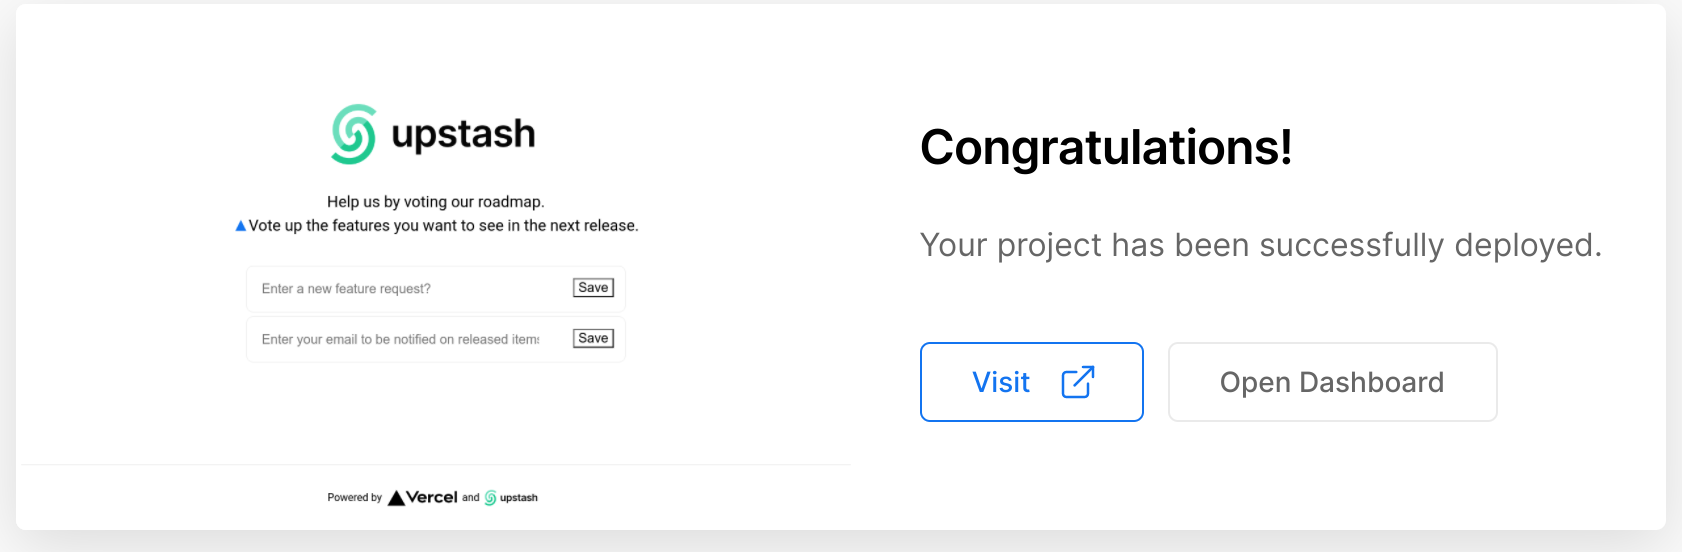 upstash
Help us by voting our roadmap.
Vote up the features you want to see in the next release.
Enter a new feature request?
Save
Enter your email to be notified on released items
Save
Powered by Vercel and upstash
Congratulations!
Your project has been successfully deployed.
Visit
Open Dashboard